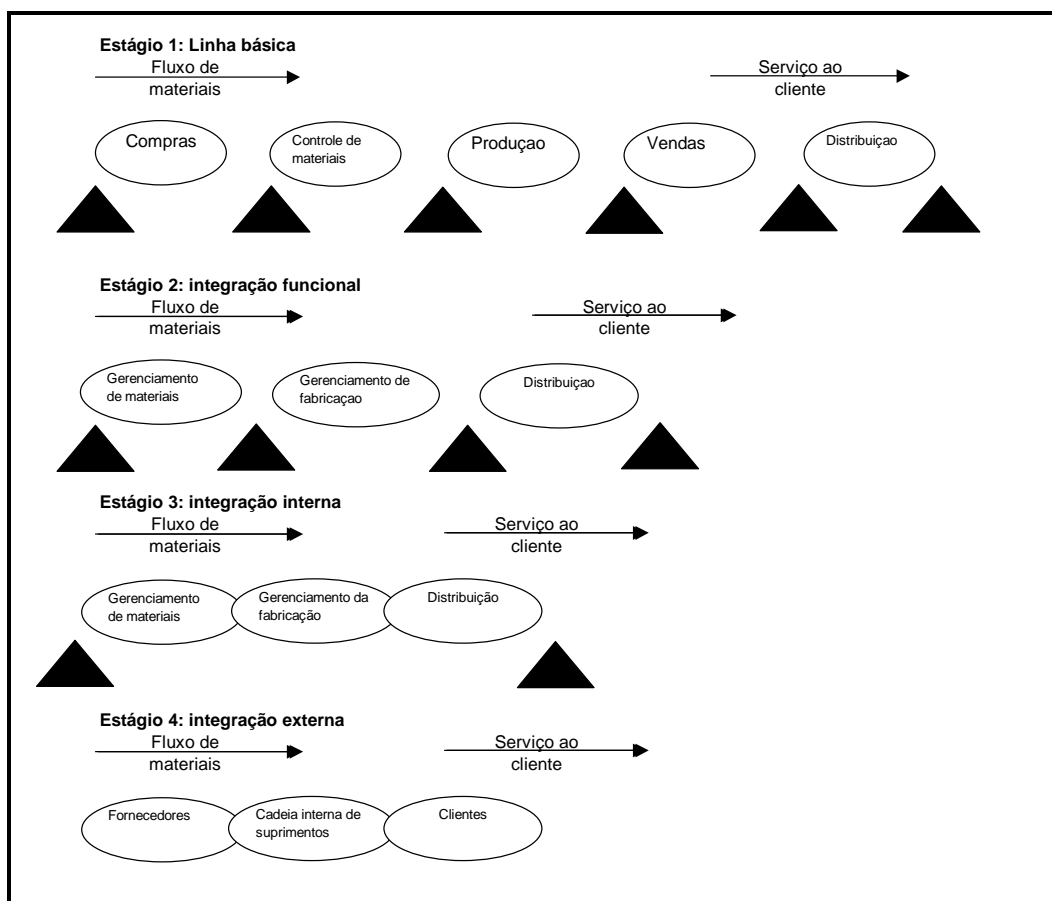 Estágio 1: Linha básica
Fluxo de
materiais
Serviço ao
cliente
Compras
Controle de
materiais
Produçao
Vendas
Distribuiçao
Estágio 2: integração funcional
Fluxo de
materiais
Serviço ao
cliente
Gerenciamento
de materiais
Gerenciamento de
fabricaçao
Distribuiçao
Estágio 3: integração interna
Fluxo de
materiais
Serviço ao
cliente
Gerenciamento
de materiais
Gerenciamento da
fabricação
Distribuição
Estágio 4: integração externa
Fluxo de
materiais
Serviço ao
cliente
Fornecedores
Cadeia interna de
suprimentos
Clientes